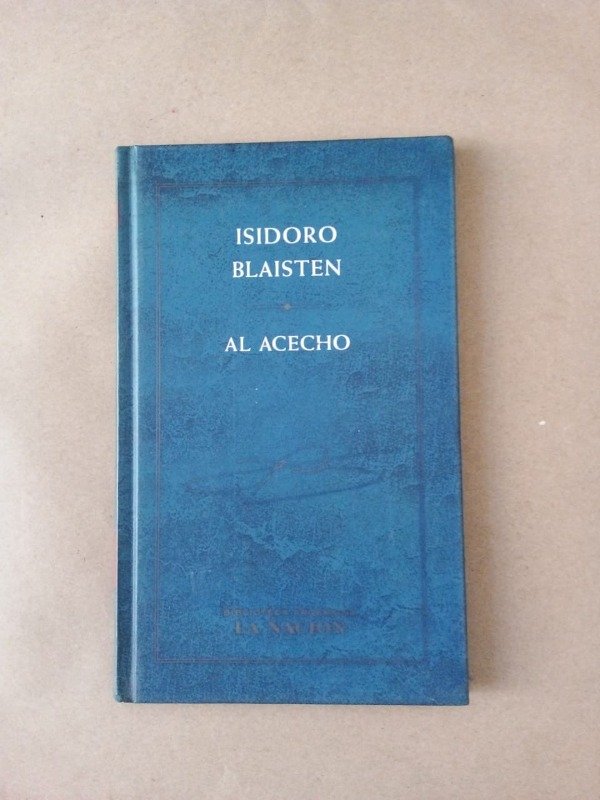 ISIDORO
BLAISTEN
AL ACECHO
LA NACION